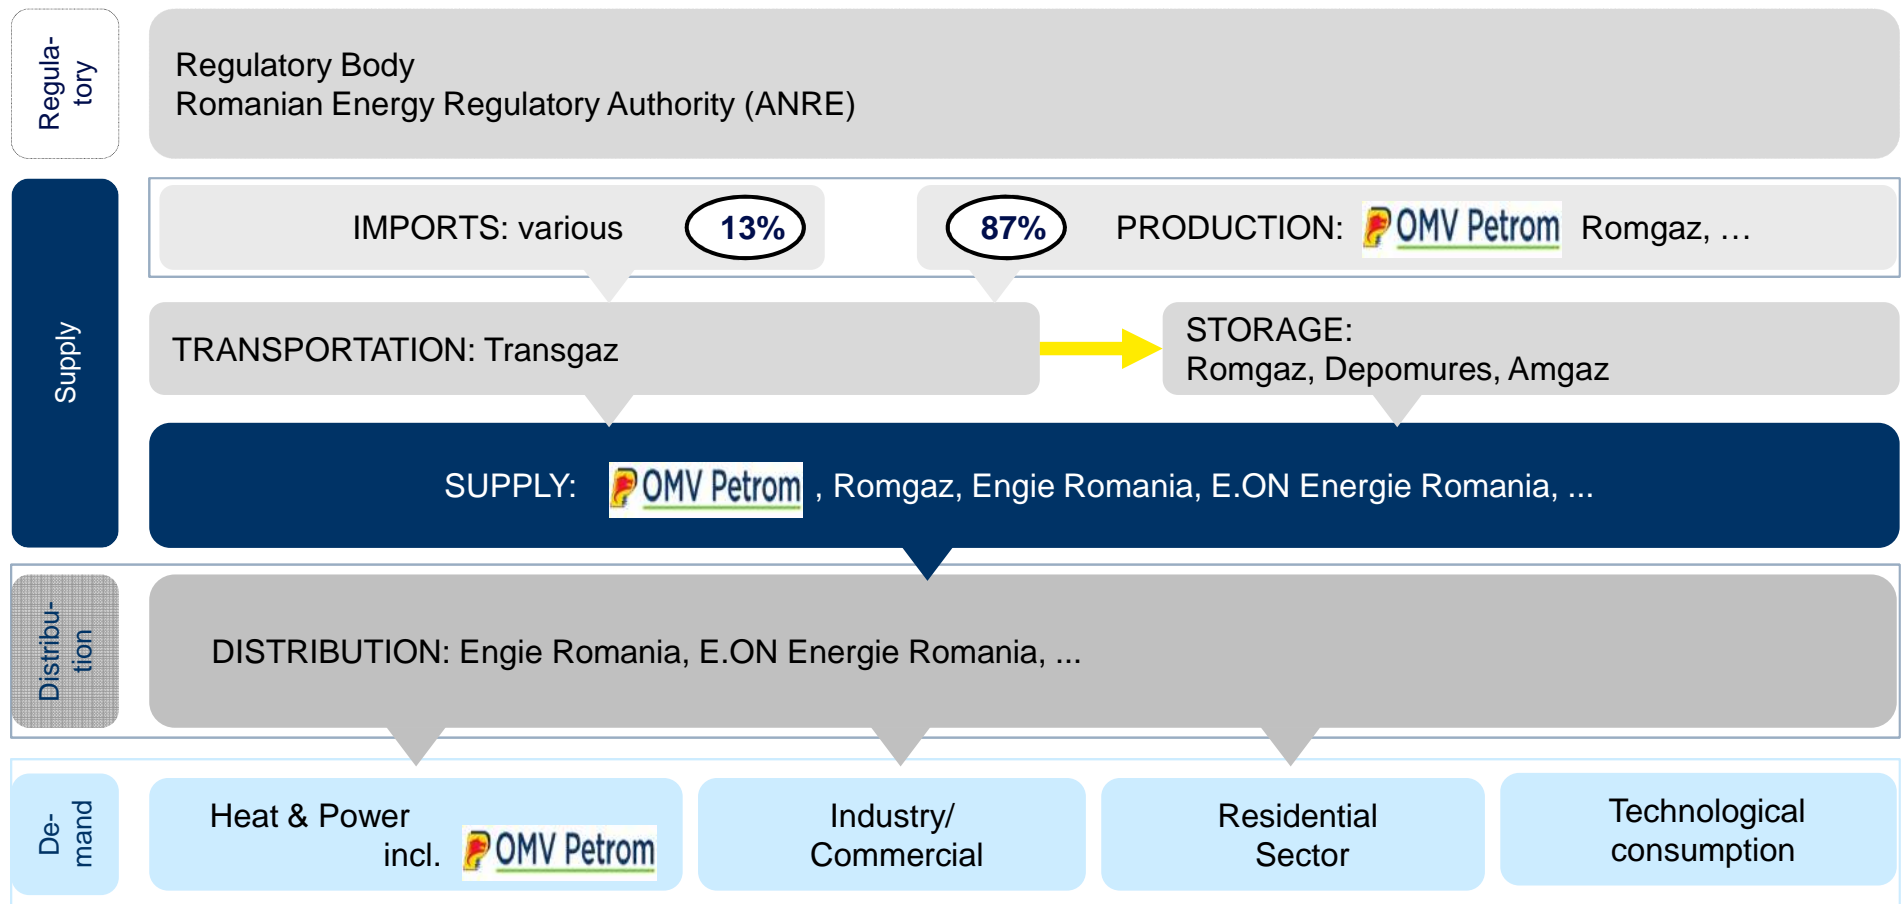 Regula-
tory
Regulatory Body
Romanian Energy Regulatory Authority (ANRE)
Supply
IMPORTS: various
13%
87%
PRODUCTION: OMV Petrom Romgaz, …
TRANSPORTATION: Transgaz
STORAGE:
Romgaz, Depomures, Amgaz
SUPPLY: OMV Petrom , Romgaz, Engie Romania, E.ON Energie Romania, ...
Distribu-
tion
DISTRIBUTION: Engie Romania, E.ON Energie Romania, ...
De-
mand
Heat & Power
incl. OMV Petrom
Industry/
Commercial
Residential
Sector
Technological
consumption